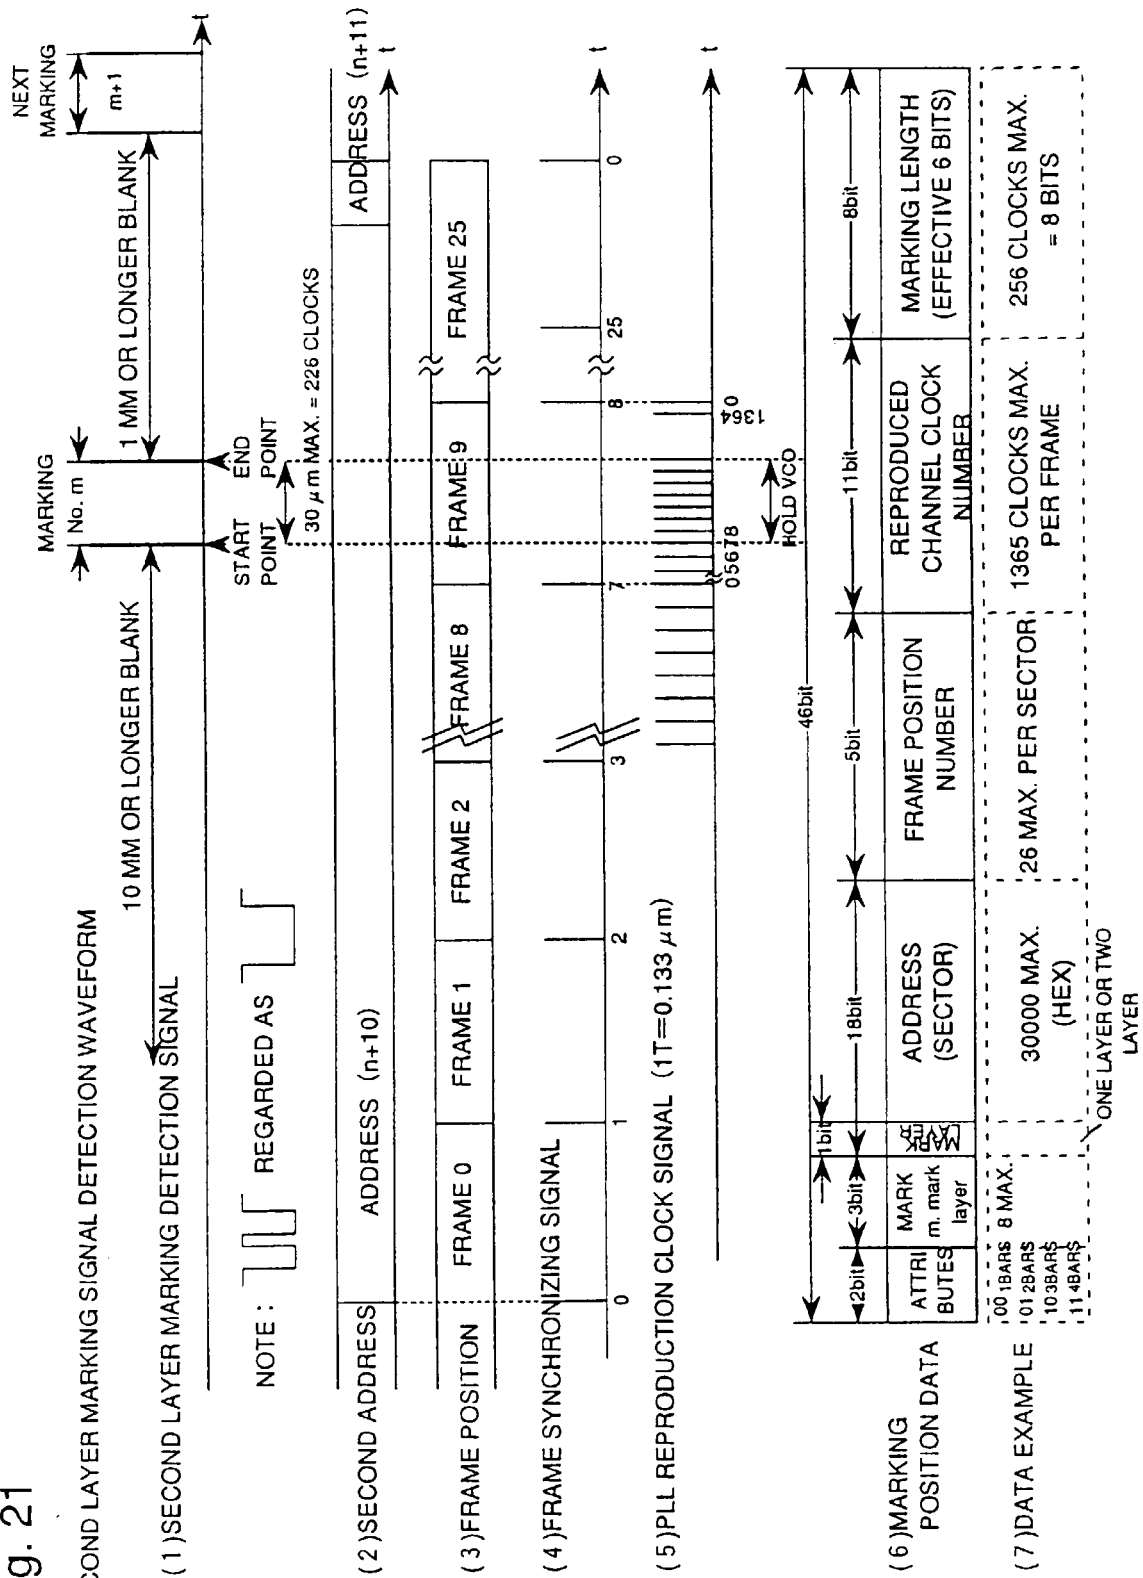 g. 21
COND LAYER MARKING SIGNAL DETECTION WAVEFORM
NEXT
MARKING
m+1
MARKING
No. m
10 MM OR LONGER BLANK
1 MM OR LONGER BLANK
(1)SECOND LAYER MARKING DETECTION SIGNAL
t
START
POINT
END
POINT
30 μm MAX. = 226 CLOCKS
NOTE :
REGARDED AS
(2)SECOND ADDRESS
ADDRESS (n+10)
ADDRESS (n+11)
t
(3)FRAME POSITION
FRAME 0
FRAME 1
FRAME 2
FRAME 8
FRAME 9
FRAME 25
(4)FRAME SYNCHRONIZING SIGNAL
t
0
1
2
3
7
8
25
0
(5)PLL REPRODUCTION CLOCK SIGNAL (1T=0.133 μm)
t
05678
1364
0
HOLD VCO
46bit
12bit
3bit
1bit
18bit
5bit
11bit
8bit
(6)MARKING
POSITION DATA
ATTRI
BUTES
MARK
m. mark
layer
MARK
LAYER
ADDRESS
(SECTOR)
FRAME POSITION
NUMBER
REPRODUCED
CHANNEL CLOCK
NUMBER
MARKING LENGTH
(EFFECTIVE 6 BITS)
(7)DATA EXAMPLE
00 1BARS
01 2BARS
10 3BARS
11 4BARS
8 MAX.
30000 MAX.
(HEX)
26 MAX. PER SECTOR
1365 CLOCKS MAX.
PER FRAME
256 CLOCKS MAX.
= 8 BITS
ONE LAYER OR TWO
LAYER